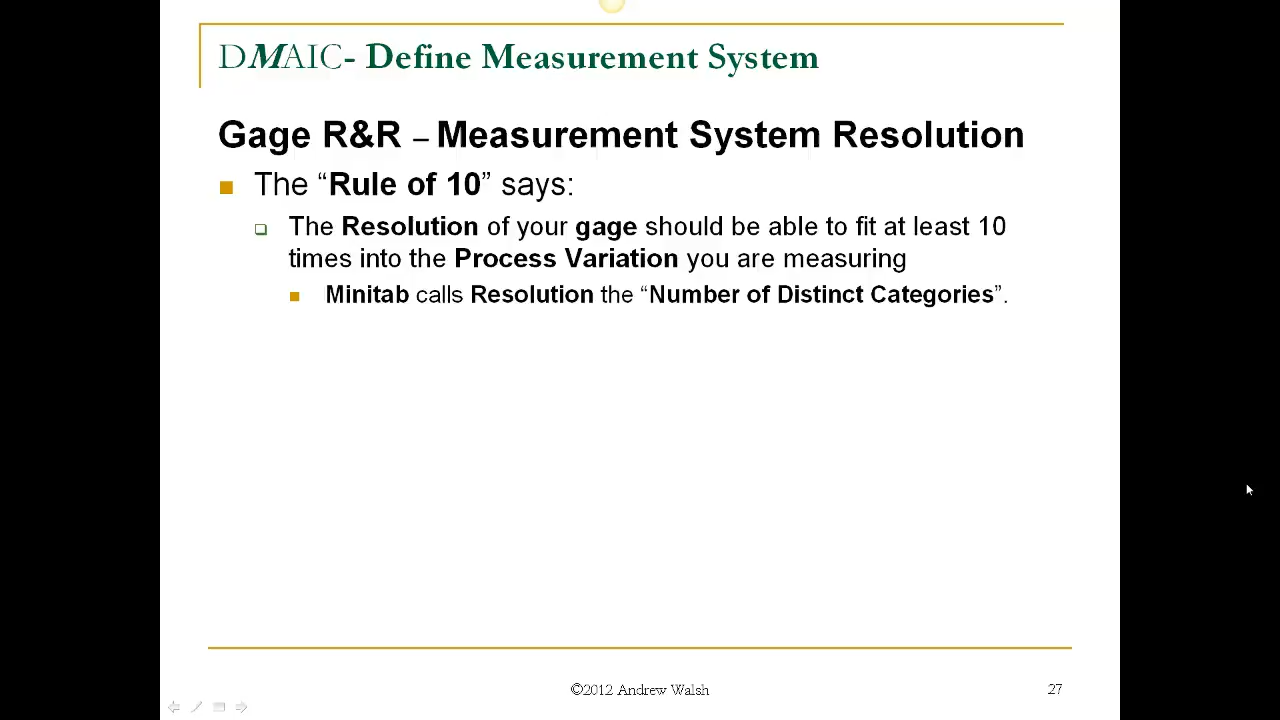 DMAIC- Define Measurement System
Gage R&R – Measurement System Resolution
The “Rule of 10” says:
The Resolution of your gage should be able to fit at least 10
times into the Process Variation you are measuring
Minitab calls Resolution the “Number of Distinct Categories”.
©2012 Andrew Walsh
27